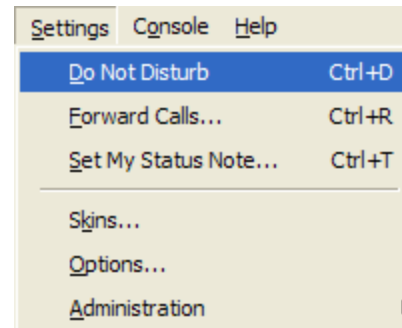 Settings Console Help
Do Not Disturb Ctrl+D
Forward Calls... Ctrl+R
Set My Status Note... Ctrl+T
Skins...
Options...
Administration